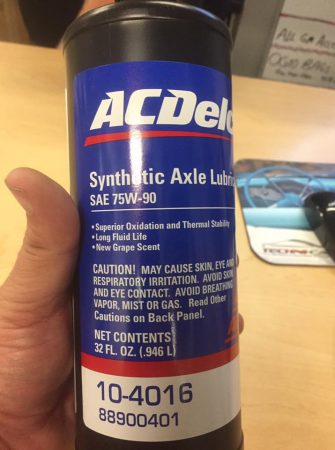 ACDelc
Synthetic Axle Lubric
SAE 75W-90
•Superior Oxidation and Thermal Stability
•Long Fluid Life
•New Grape Scent
CAUTION! MAY CAUSE SKIN, EYE AND
RESPIRATORY IRRITATION. AVOID SKIN
AND EYE CONTACT. AVOID BREATHING
VAPOR, MIST OR GAS. Read Other
Cautions on Back Panel.
NET CONTENTS
32 FL. OZ. (.946 L)
10-4016
88900401